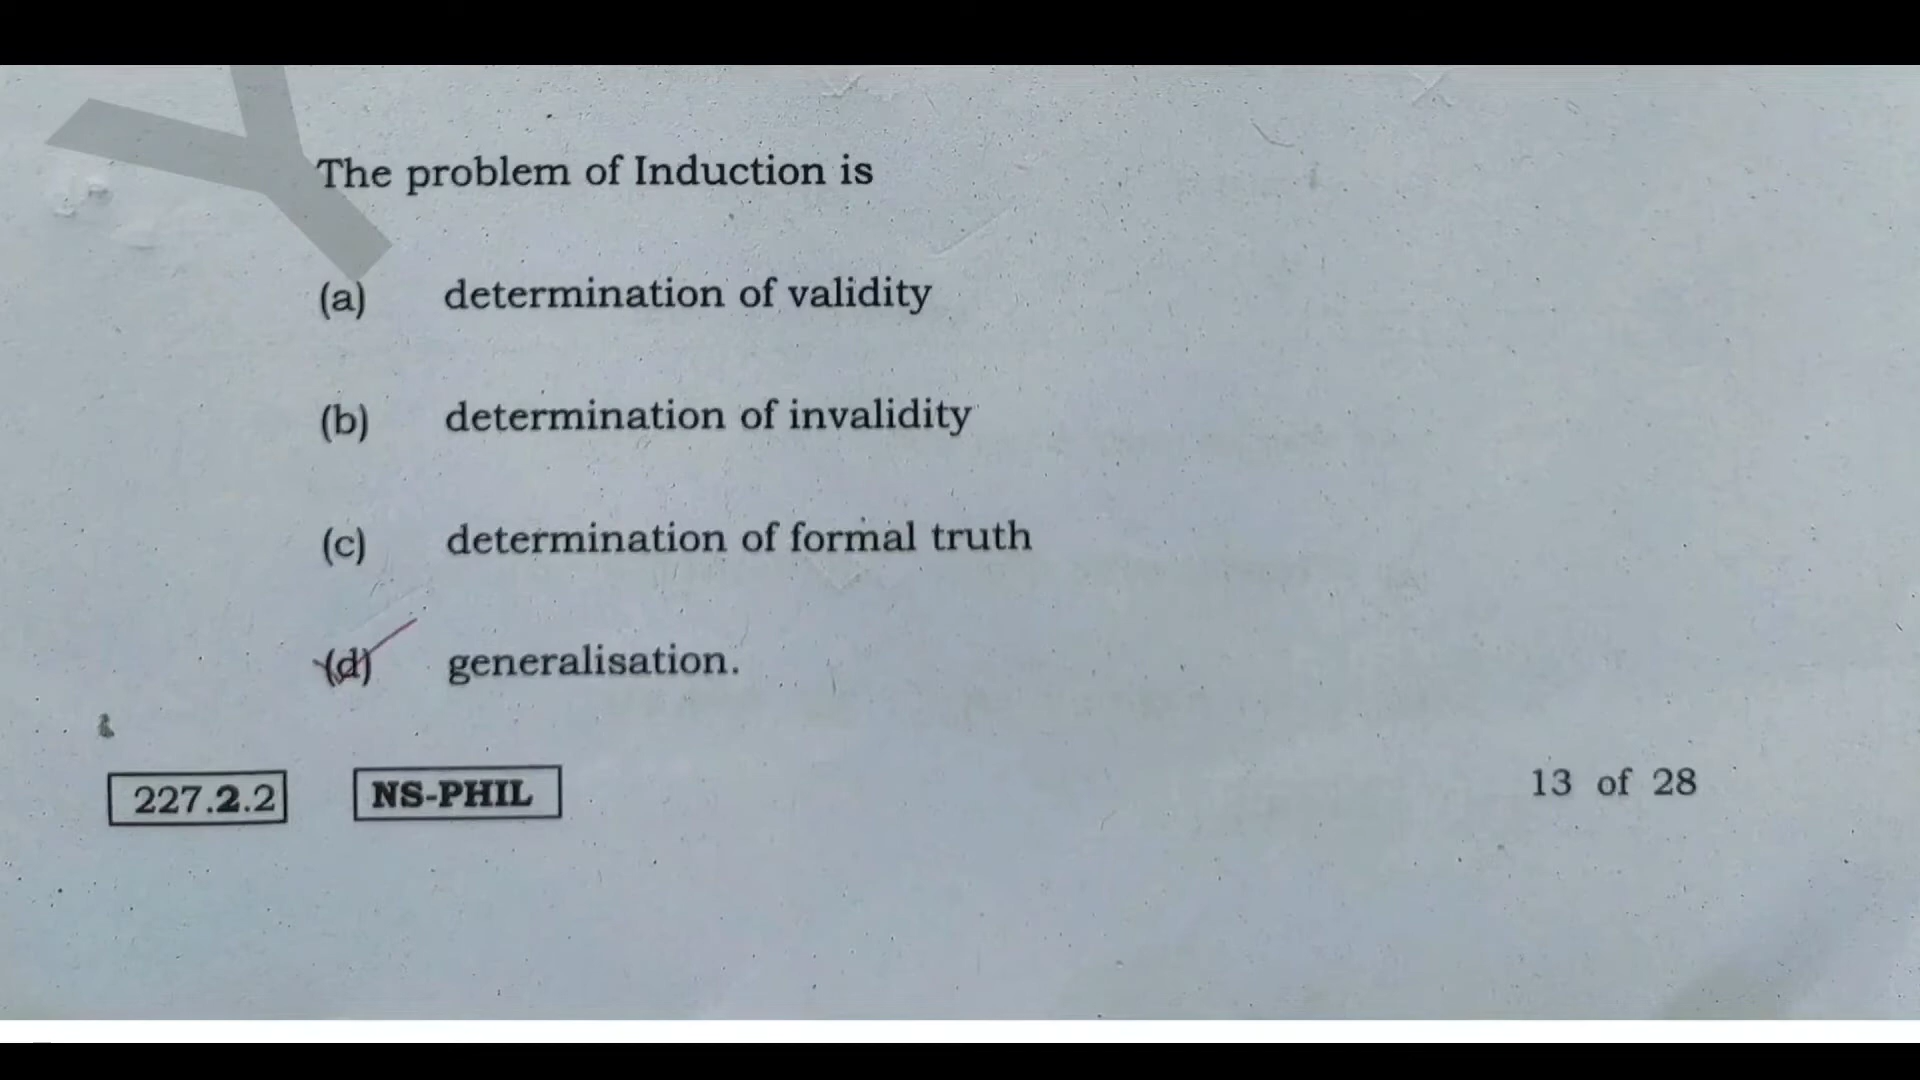 The problem of Induction is
(a) determination of validity
(b) determination of invalidity
(c) determination of formal truth
(d) generalisation.
227.2.2 NS-PHIL 13 of 28